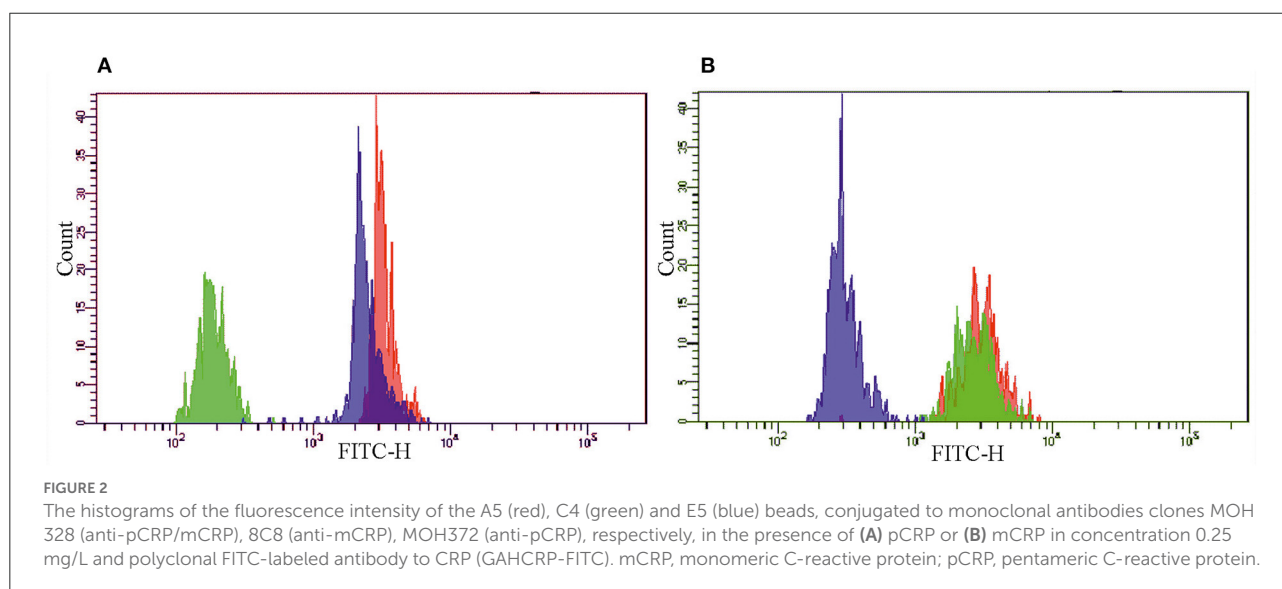 A
B
Count
40
35
30
25
20
15
10
5
0
10²
10³
10⁴
10⁵
FITC-H
Count
40
35
30
25
20
15
10
5
0
10²
10³
10⁴
10⁵
FITC-H
FIGURE 2
The histograms of the fluorescence intensity of the A5 (red), C4 (green) and E5 (blue) beads, conjugated to monoclonal antibodies clones MOH
328 (anti-pCRP/mCRP), 8C8 (anti-mCRP), MOH372 (anti-pCRP), respectively, in the presence of (A) pCRP or (B) mCRP in concentration 0.25
mg/L and polyclonal FITC-labeled antibody to CRP (GAHCRP-FITC). mCRP, monomeric C-reactive protein; pCRP, pentameric C-reactive protein.